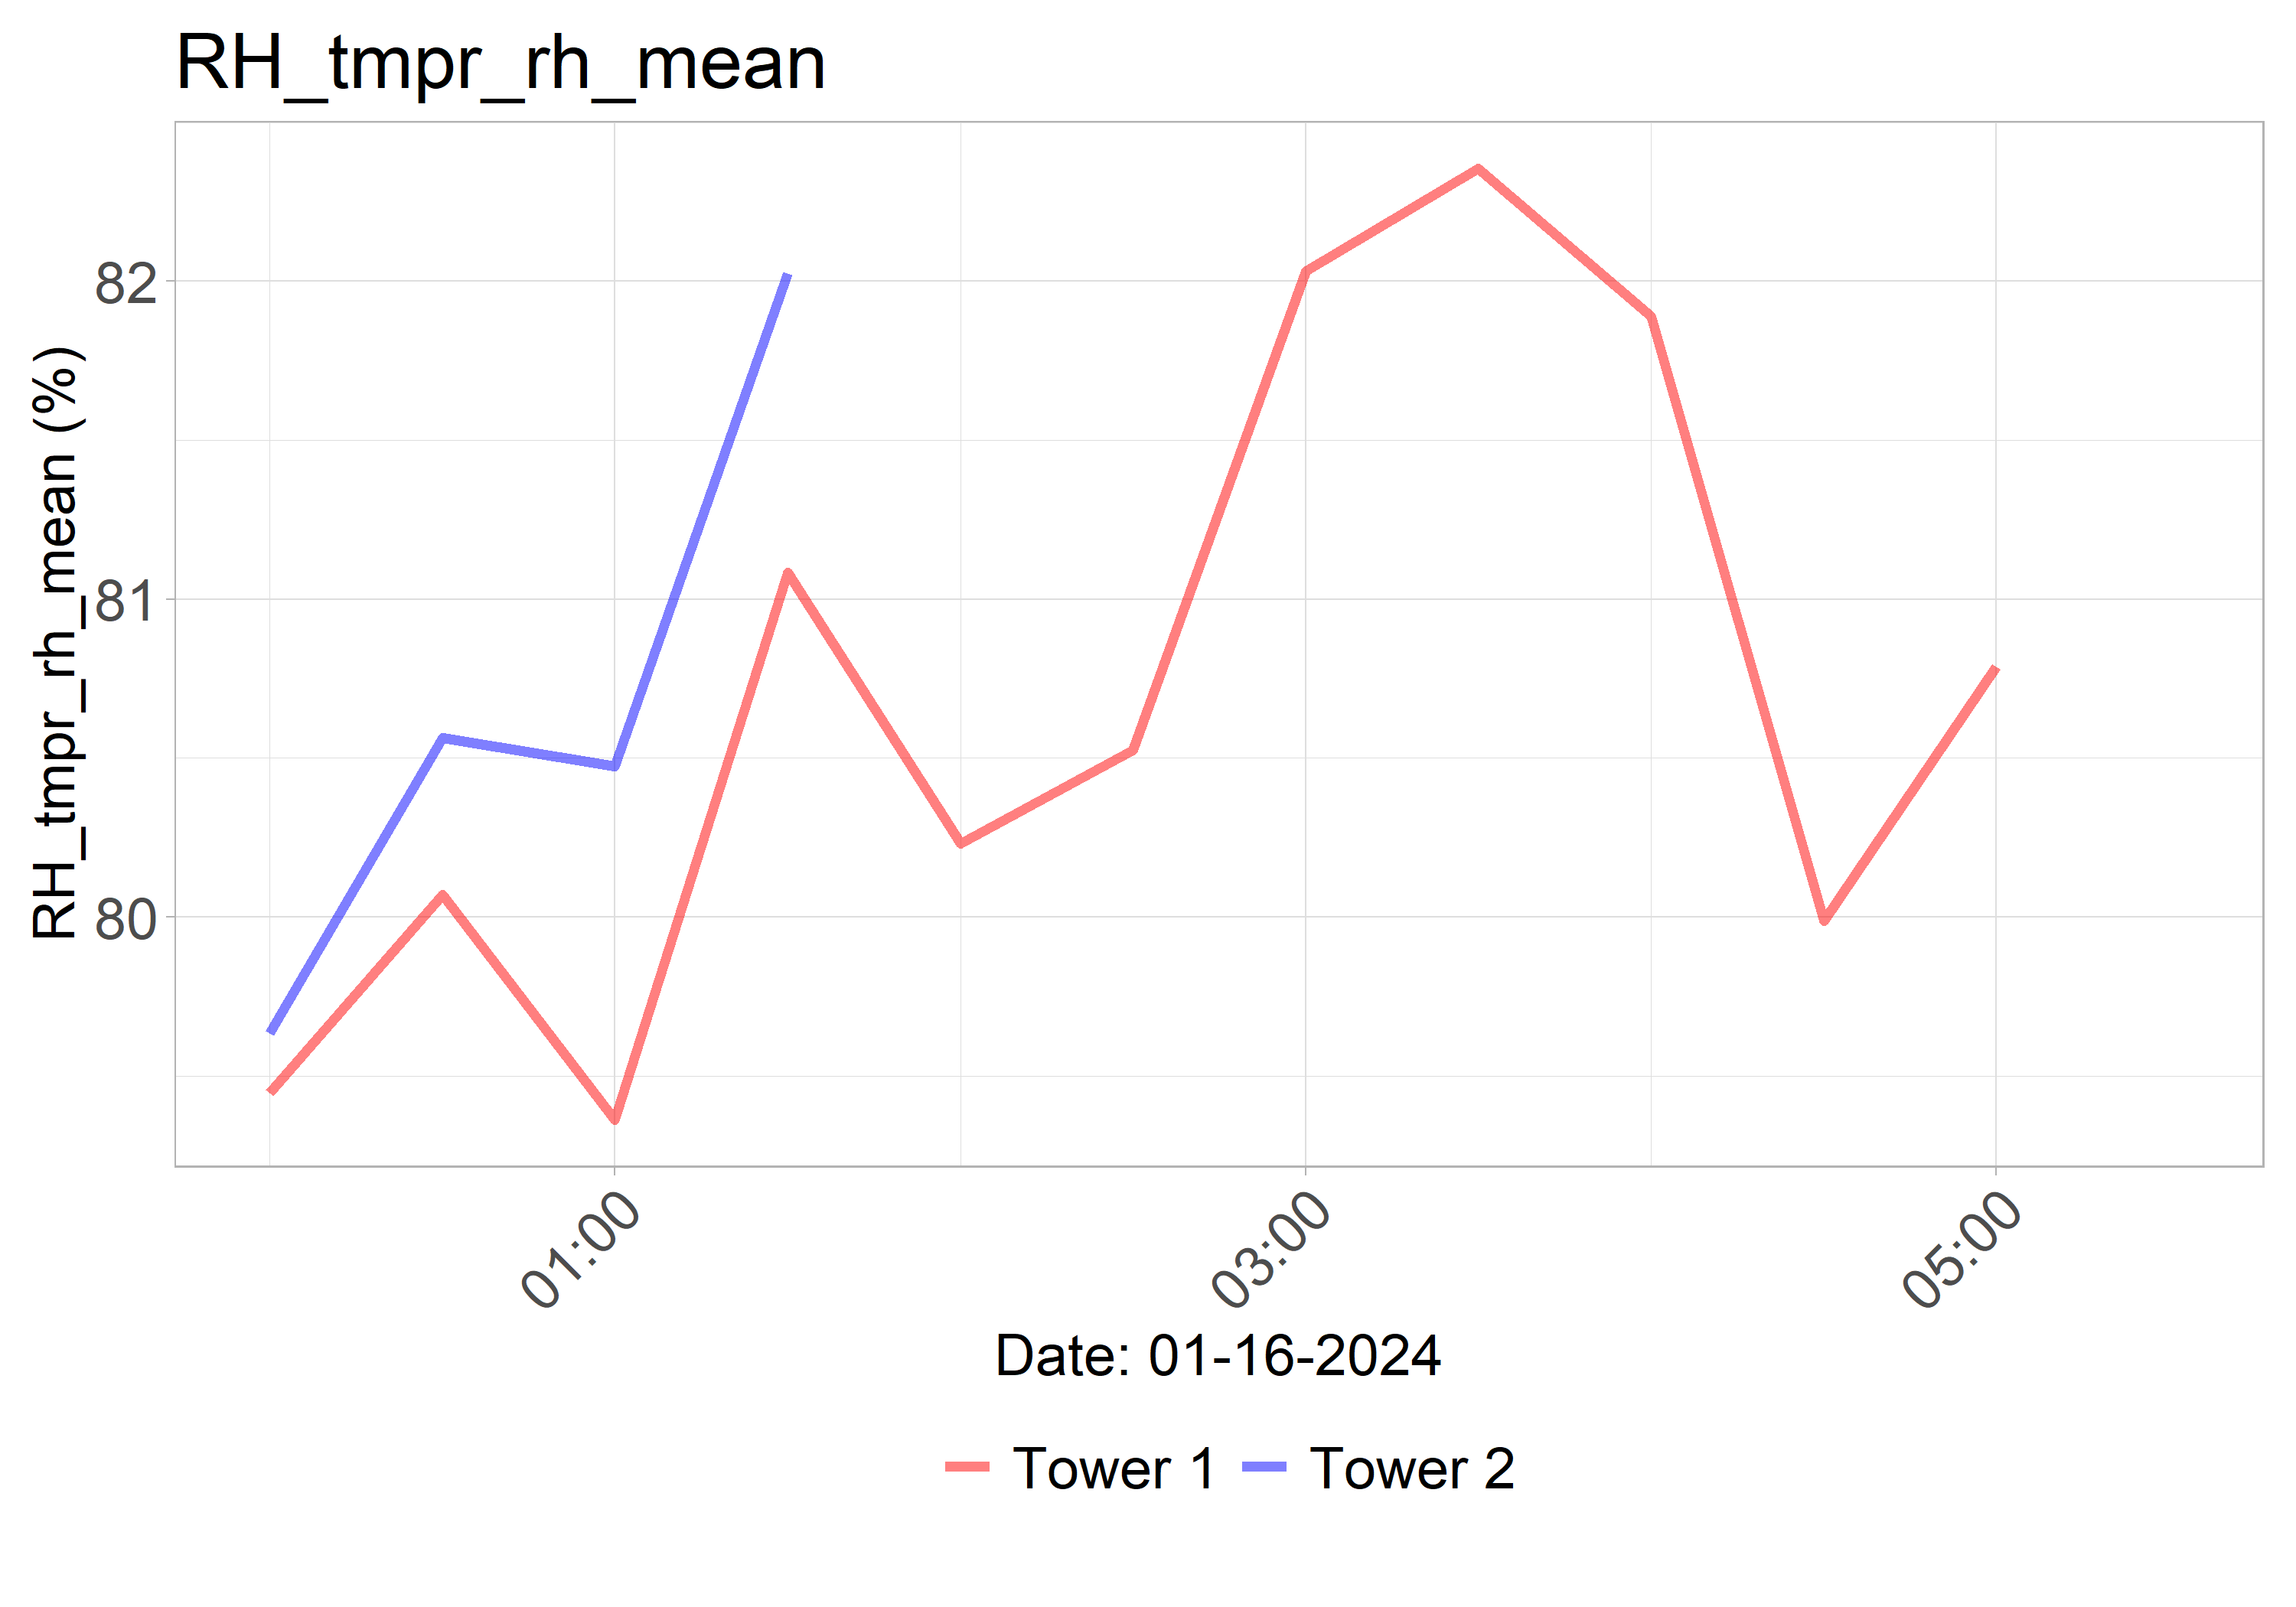 RH_tmpr_rh_mean
RH_tmpr_rh_mean (%)
82
81
80
01:00
03:00
05:00
Date: 01-16-2024
Tower 1
Tower 2